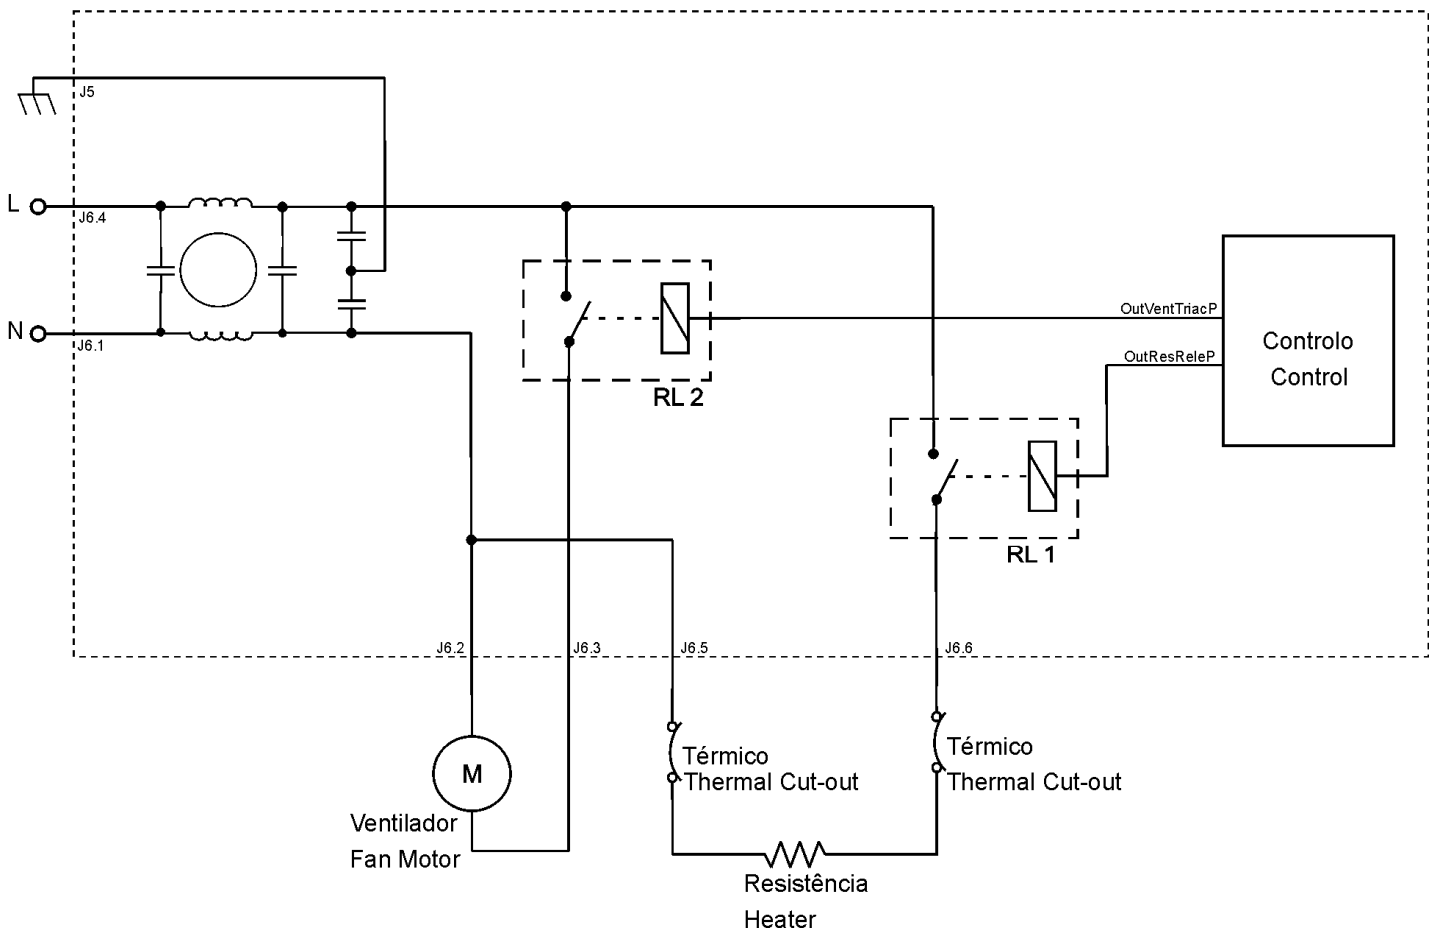 J5
L
J6.4
N
J6.1
OutVentTriacP
OutResReleP
Controlo
Control
RL 2
RL 1
J6.2
J6.3
J6.5
J6.6
M
Ventilador
Fan Motor
Térmico
Thermal Cut-out
Térmico
Thermal Cut-out
Resistência
Heater